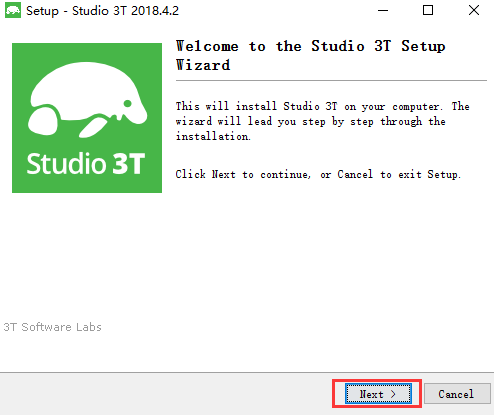 Setup - Studio 3T 2018.4.2
Welcome to the Studio 3T Setup
Wizard
This will install Studio 3T on your computer. The
wizard will lead you step by step through the
installation.
Click Next to continue, or Cancel to exit Setup.
Studio 3T
3T Software Labs
Next >
Cancel